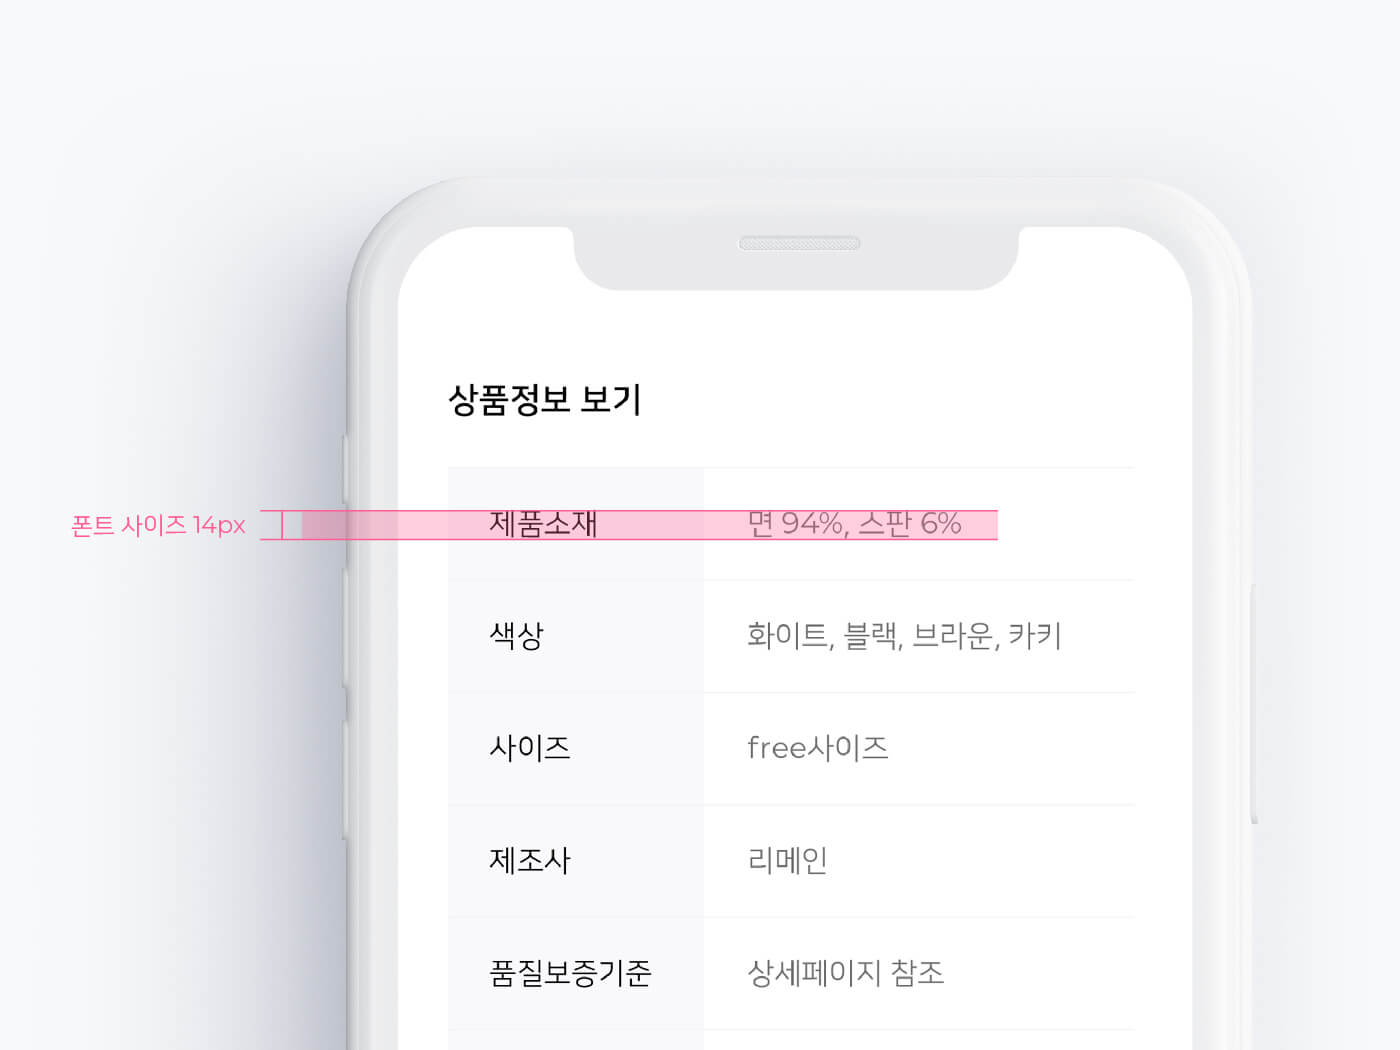 상품정보 보기
폰트 사이즈 14px
제품소재 면 94%, 스판 6%
색상 화이트, 블랙, 브라운, 카키
사이즈 free사이즈
제조사 리메인
품질보증기준 상세페이지 참조